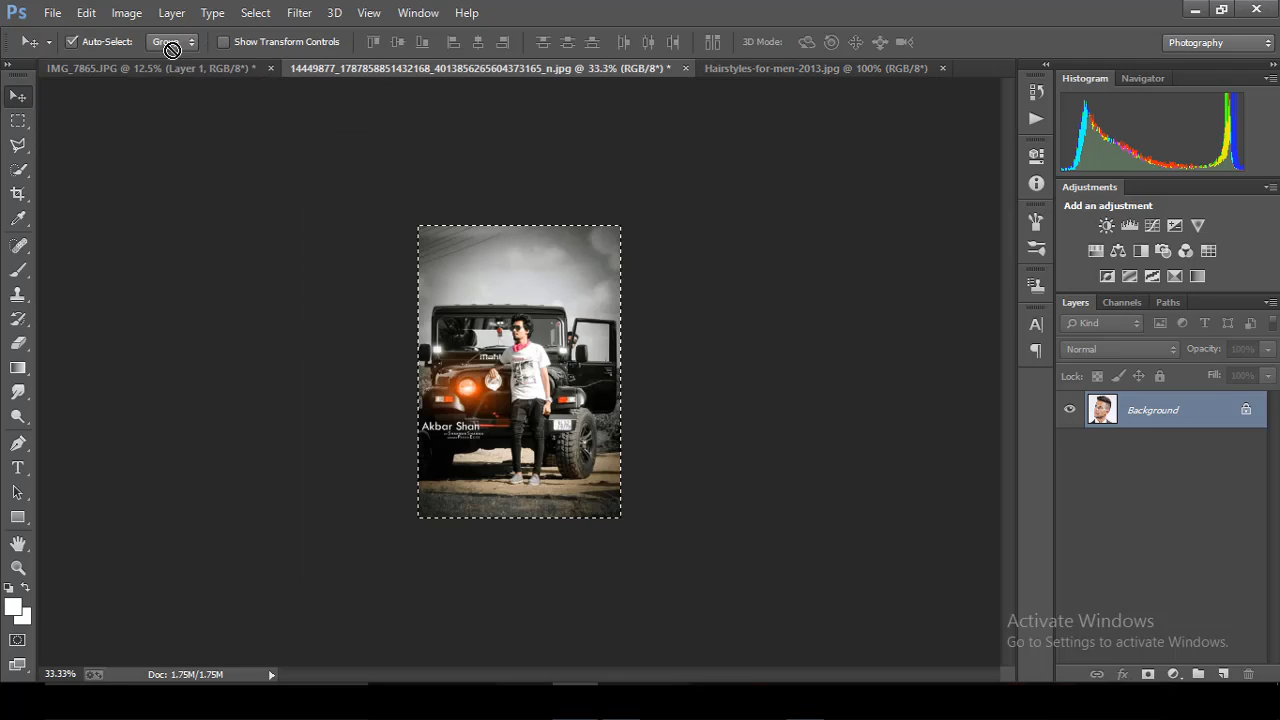 Ps File Edit Image Layer Type Select Filter 3D View Window Help
Auto-Select: Group Show Transform Controls 3D Mode: Photography
IMG_7865.JPG @ 12.5% (Layer 1, RGB/8*) * × 14449877_1787858851432168_4013856265604373165_n.jpg @ 33.3% (RGB/8*) * × Hairstyles-for-men-2013.jpg @ 100% (RGB/8*) ×
Histogram Navigator
Adjustments
Add an adjustment
Layers Channels Paths
Kind
Normal Opacity: 100%
Lock: Fill: 100%
Background
Akbar Shan
Activate Windows
Go to Settings to activate Windows.
33.33% Doc: 1.75M/1.75M